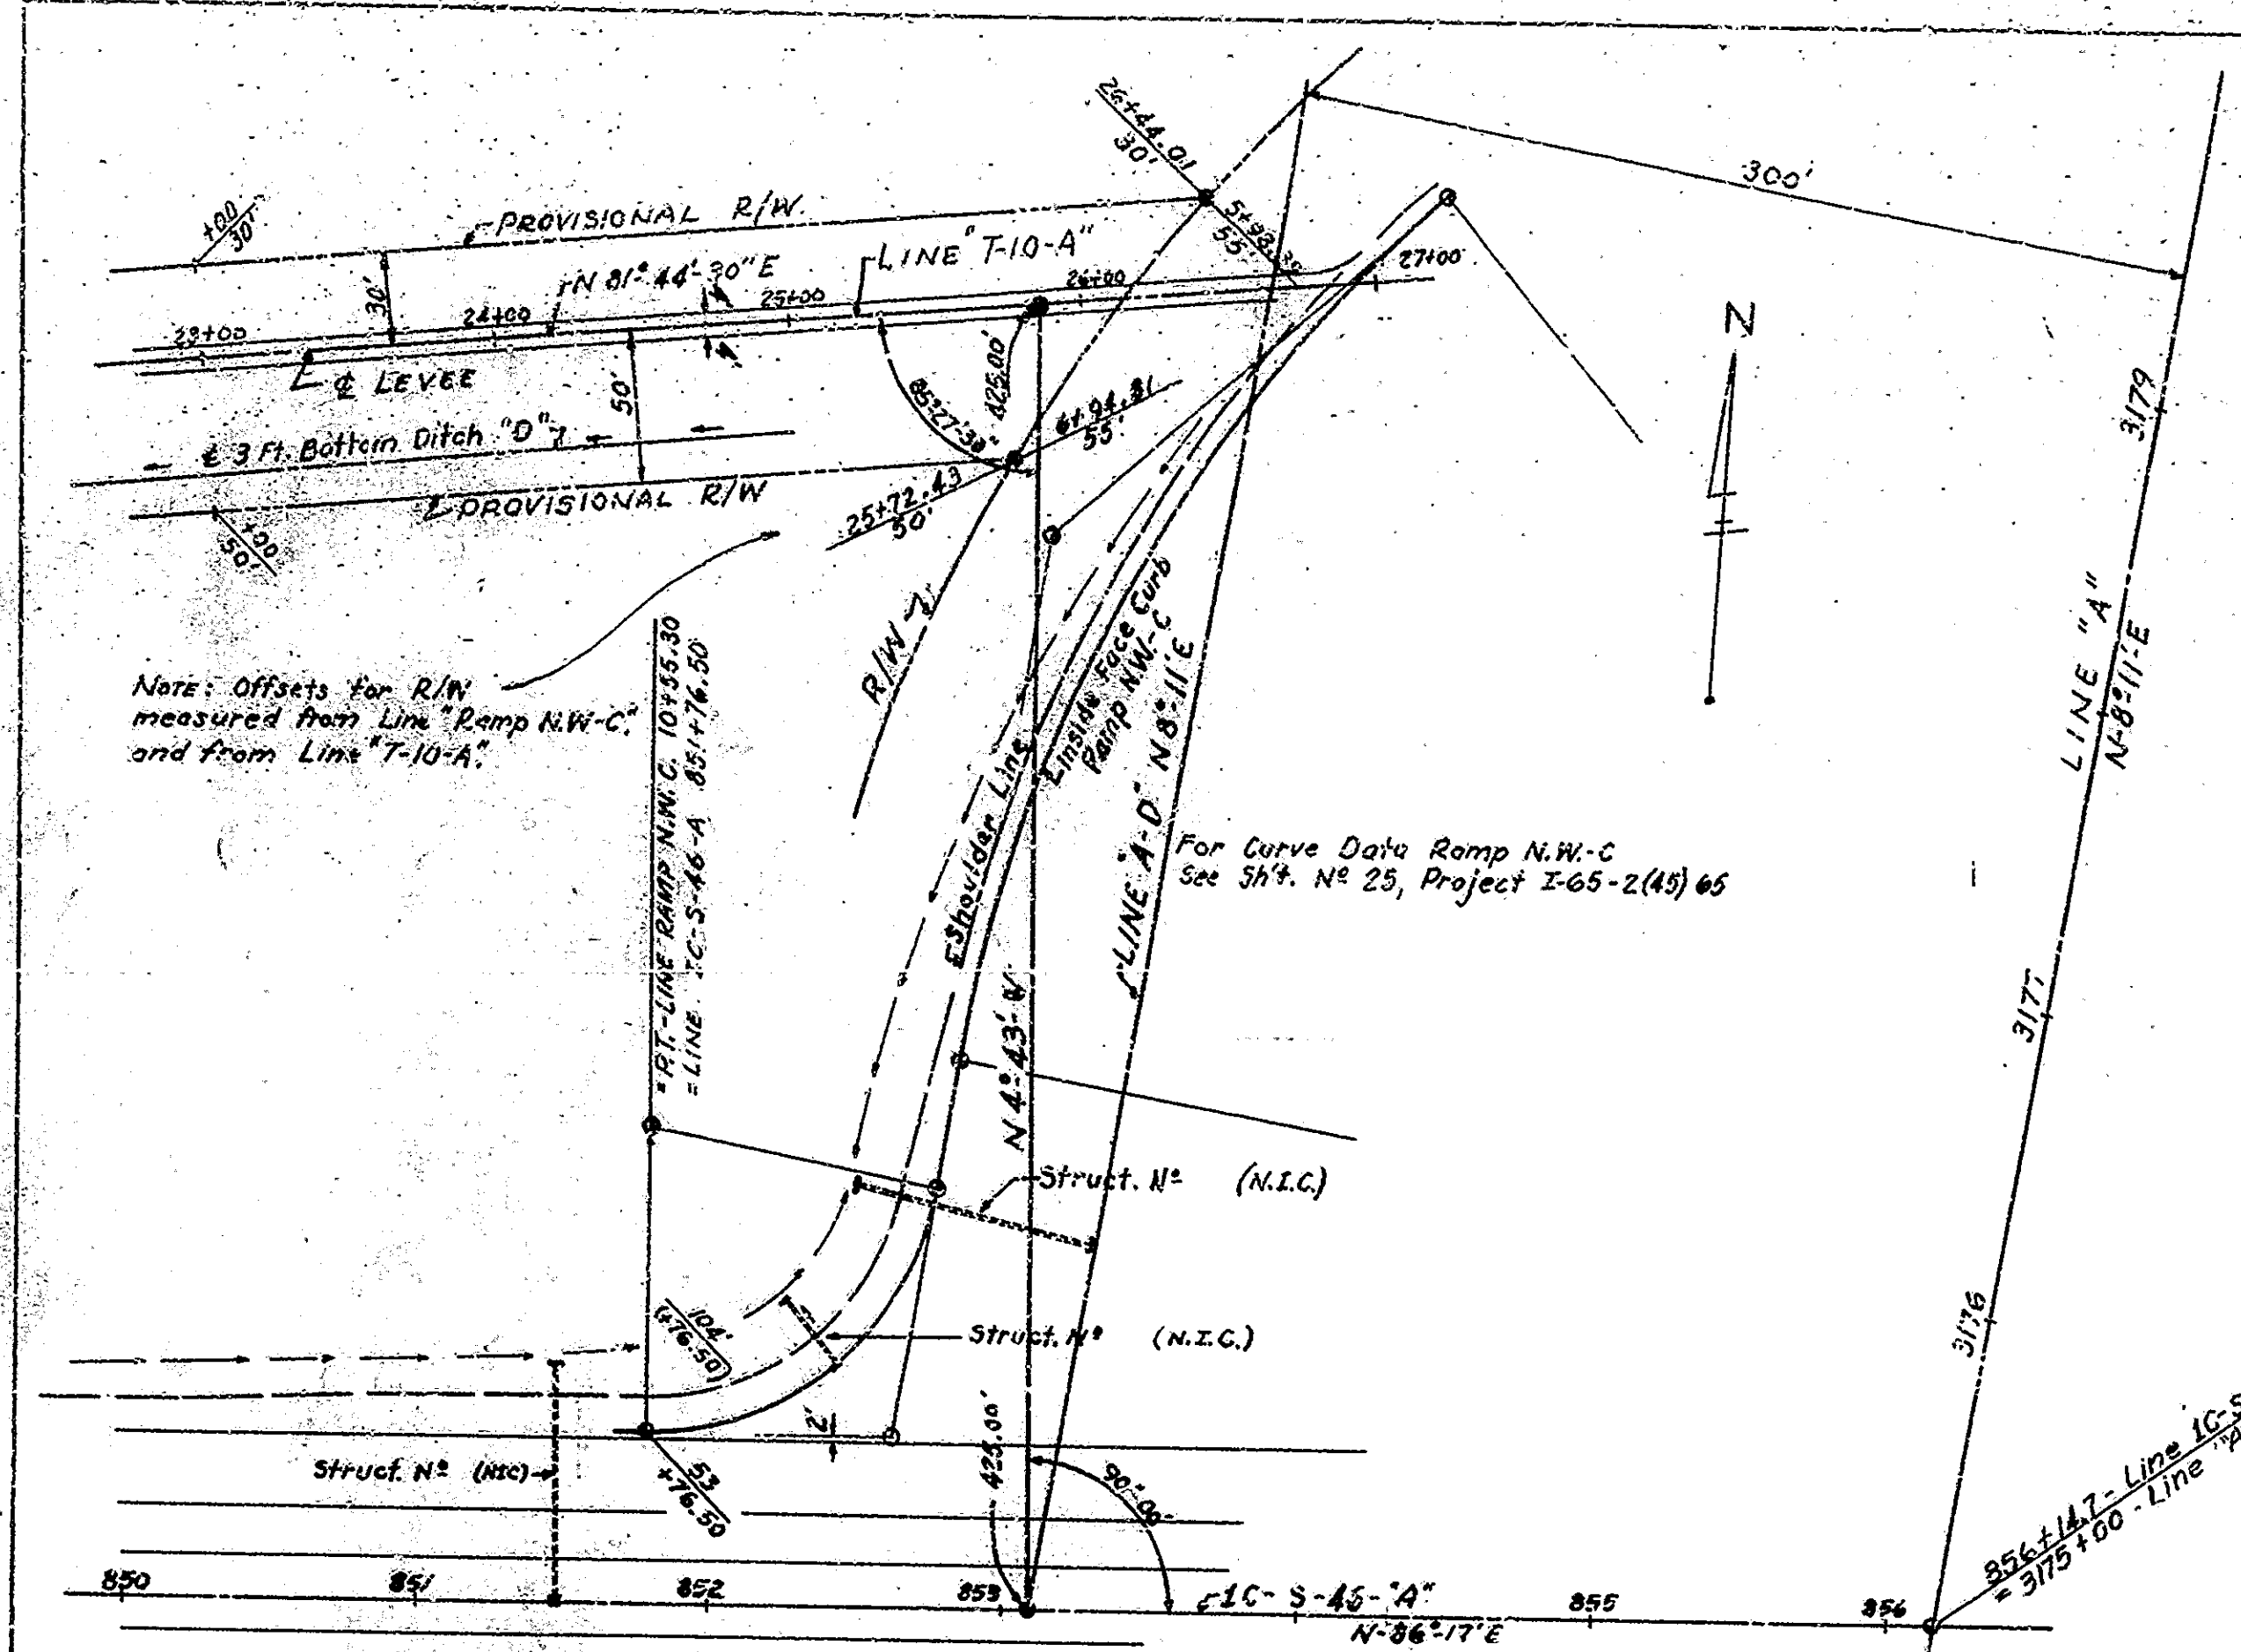 26+44.01
30'
300'
+00
30'
PROVISIONAL R/W
5+93.
55'
LINE "T-10-A"
N 81°-44'-30"E
27+00
26+00
25+00
24+00
23+00
30'
4'
4'
℄ LEVEE
50'
425.00'
85°27'-30"
6+94.81
55'
℄ 3 Ft. Bottom Ditch "D"
PROVISIONAL R/W
25+72.43
50'
+00
50'
N
3179
R/W
Inside Face Curb
Ramp N.W.-C
LINE "A"
N-8°-11'-E
NOTE: Offsets for R/W
measured from Line "Ramp N.W-C."
and from Line "T-10-A".
P.T.-LINE RAMP N.W.C. 10+55.30
=LINE 1C-S-46-A 851+76.50
Shoulder Line
LINE "A-D" N8°-11'E
For Curve Data Ramp N.W.-C
See Sh't. Nº 25, Project I-65-2(45)65
N 4°-43'-W
3177
Struct. Nº (N.I.C.)
104'
(+76.50)
Struct. Nº (N.I.C.)
3176
2'
425.00'
90°-00'
Struct. Nº (NIC)
53
+76.50
856+14.7 - Line 1C-S
= 3175+00 - Line "A
850
851
852
853
1C-S-46-"A"
N-86°-17'E
855
856